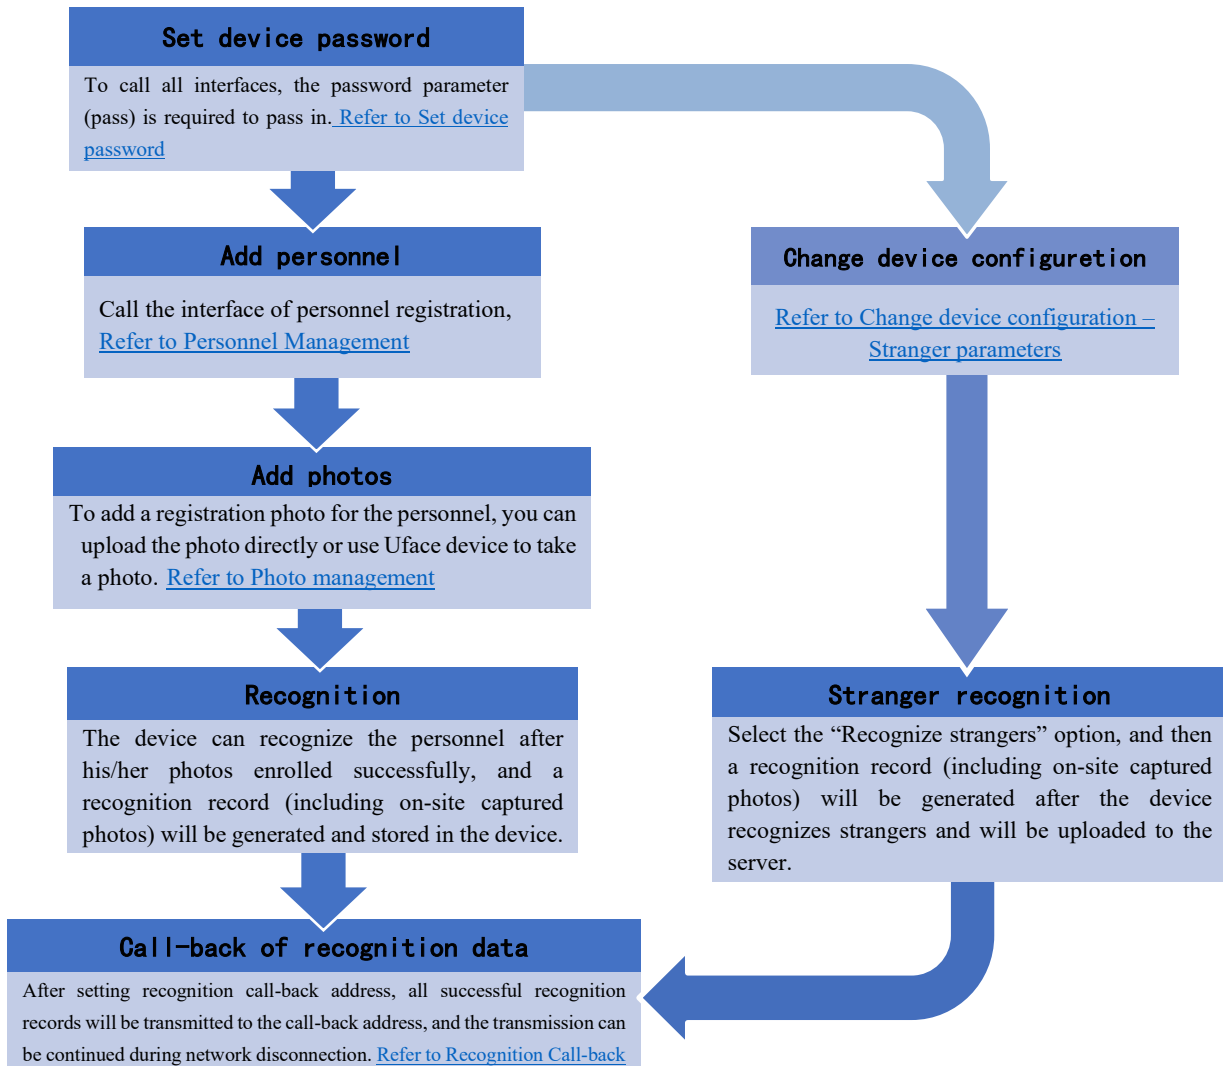 Set device password
To call all interfaces, the password parameter
(pass) is required to pass in. Refer to Set device
password
Add personnel
Call the interface of personnel registration,
Refer to Personnel Management
Add photos
To add a registration photo for the personnel, you can
upload the photo directly or use Uface device to take
a photo. Refer to Photo management
Recognition
The device can recognize the personnel after
his/her photos enrolled successfully, and a
recognition record (including on-site captured
photos) will be generated and stored in the device.
Change device configuretion
Refer to Change device configuration –
Stranger parameters
Stranger recognition
Select the “Recognize strangers” option, and then
a recognition record (including on-site captured
photos) will be generated after the device
recognizes strangers and will be uploaded to the
server.
Call-back of recognition data
After setting recognition call-back address, all successful recognition
records will be transmitted to the call-back address, and the transmission can
be continued during network disconnection. Refer to Recognition Call-back